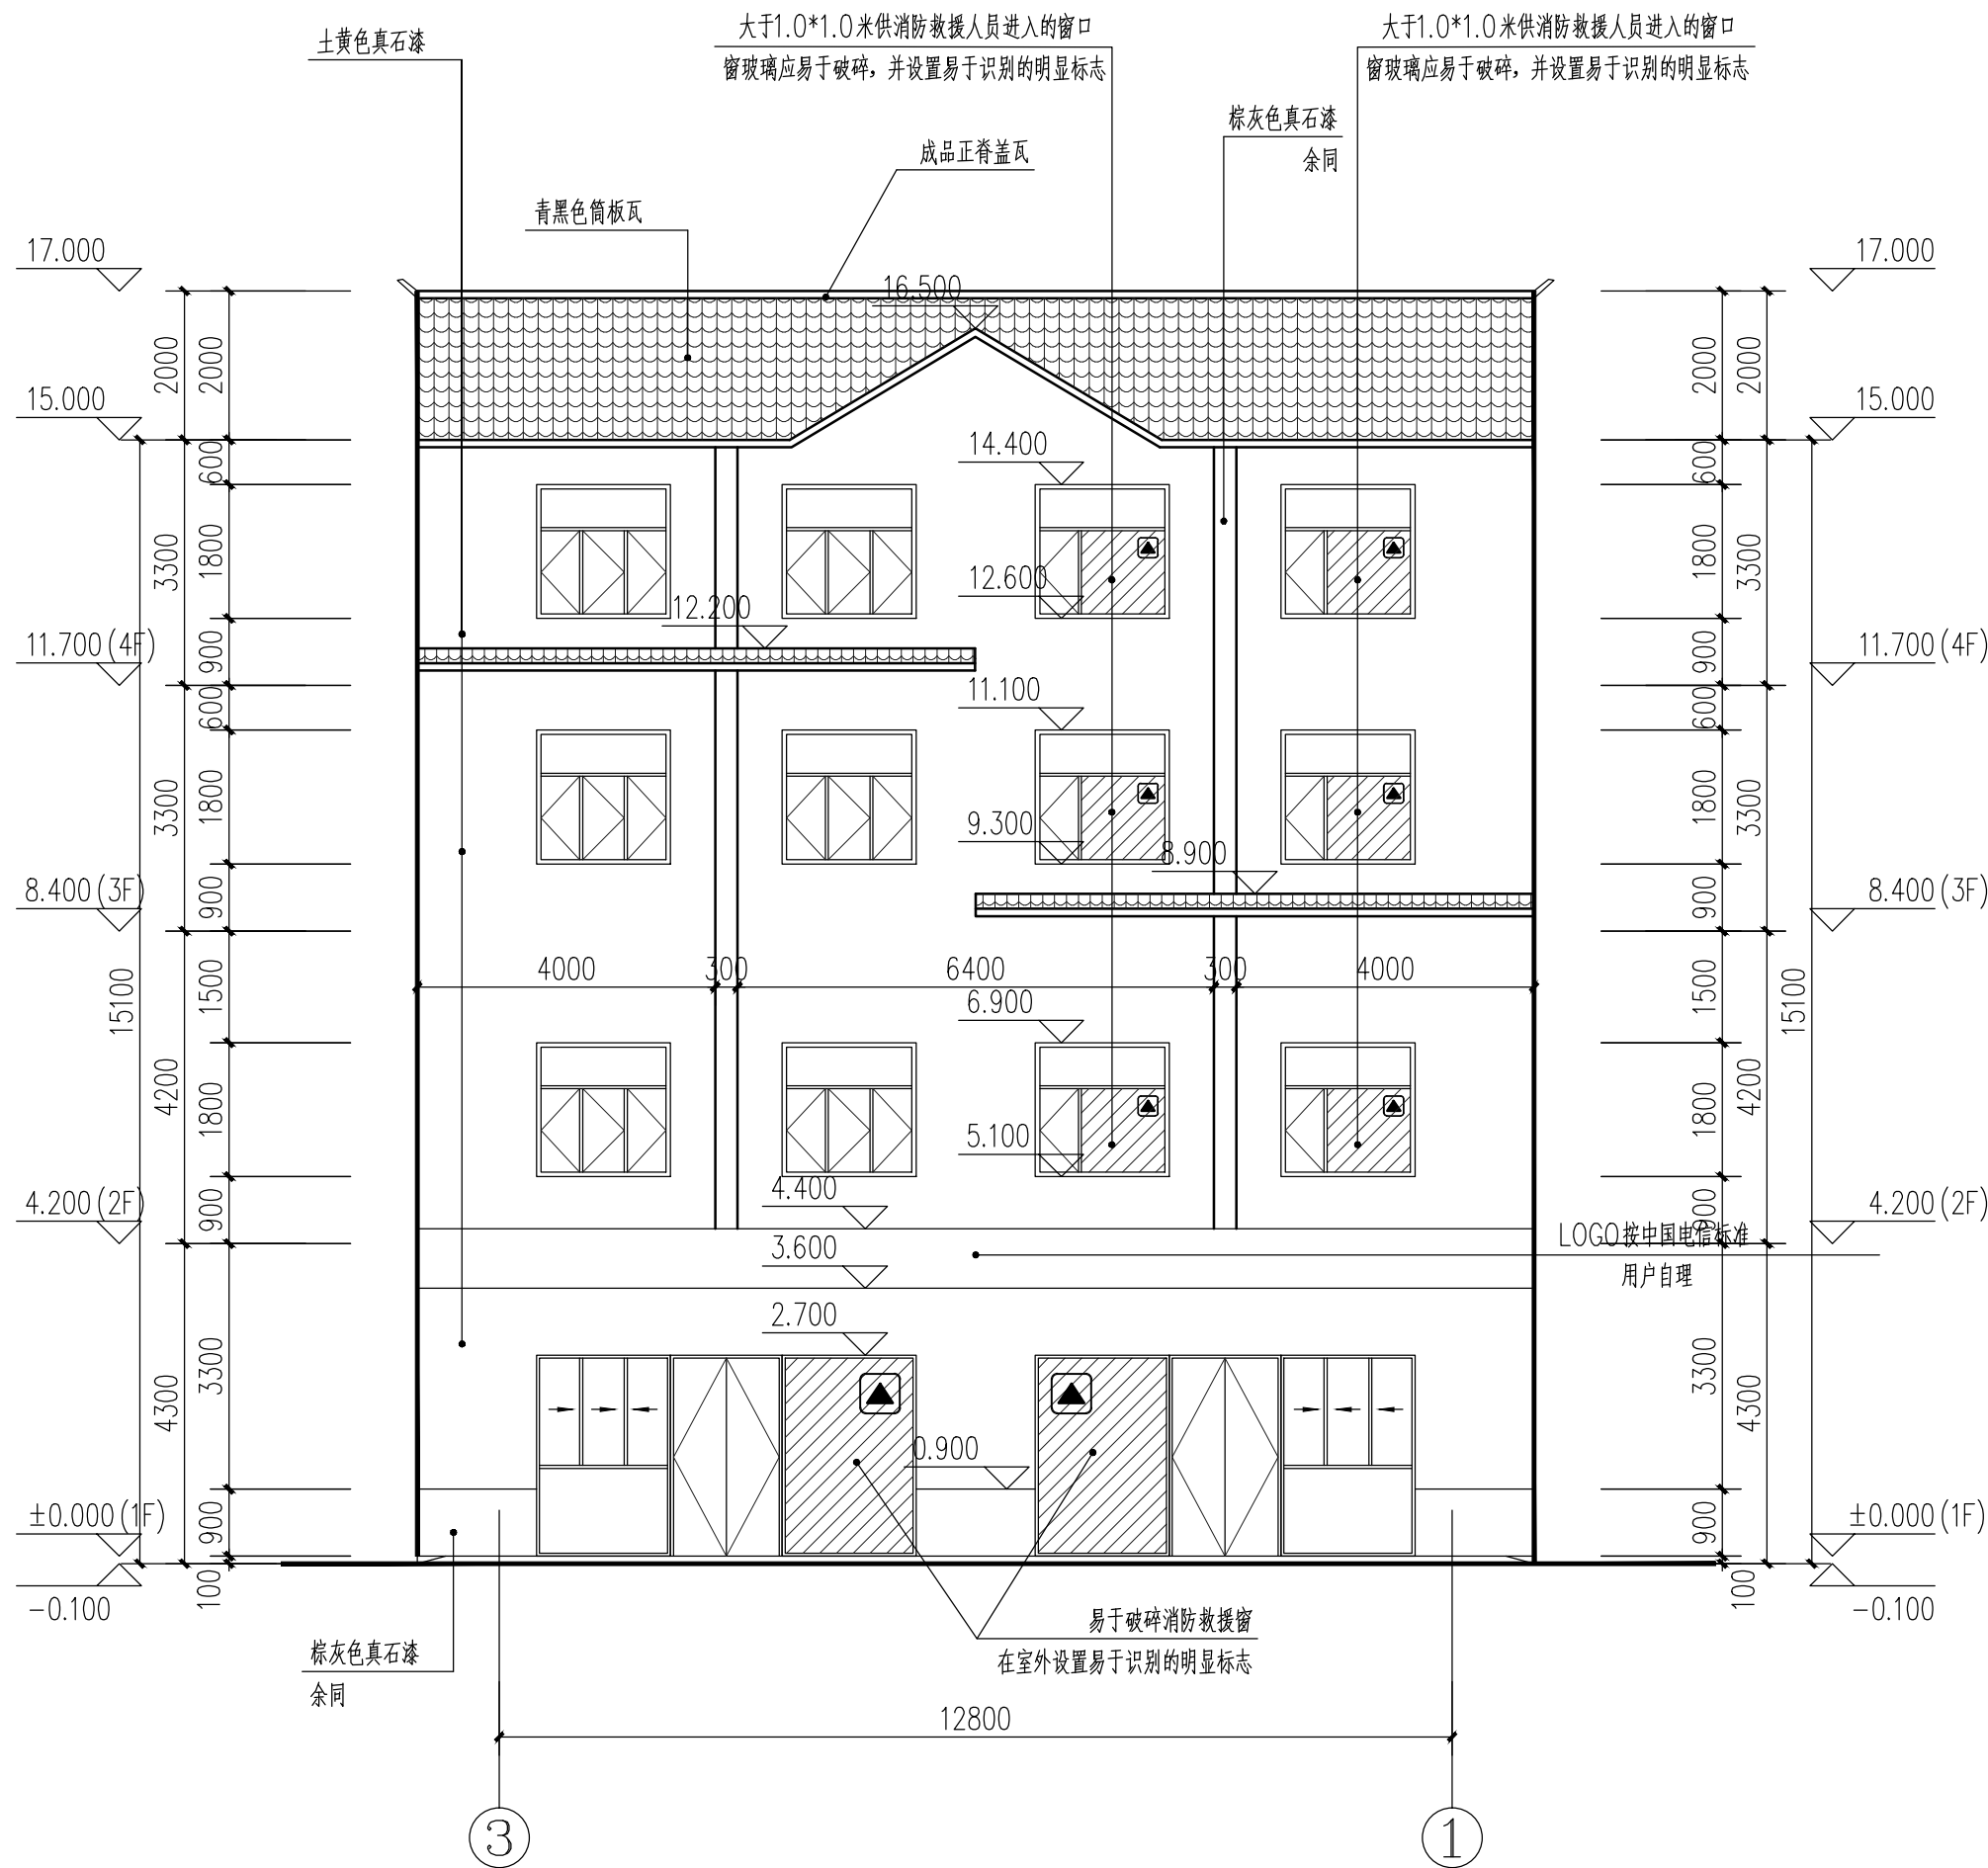 大于1.0*1.0米供消防救援人员进入的窗口
窗玻璃应易于破碎，并设置易于识别的明显标志
大于1.0*1.0米供消防救援人员进入的窗口
窗玻璃应易于破碎，并设置易于识别的明显标志
土黄色真石漆
棕灰色真石漆
余同
成品正脊盖瓦
青黑色筒板瓦
17.000
17.000
16.500
2000
2000
2000
2000
15.000
15.000
600
14.400
600
3300
1800
1800
3300
12.600
12.200
11.700(4F)
900
900
11.700(4F)
600
11.100
600
3300
1800
1800
3300
9.300
8.900
8.400(3F)
900
900
8.400(3F)
15100
1500
4000
300
6400
300
4000
1500
15100
6.900
4200
1800
1800
4200
5.100
4.400
4.200(2F)
900
900
4.200(2F)
LOGO按中国电信标准
用户自理
3.600
2.700
4300
3300
3300
4300
0.900
±0.000(1F)
900
900
±0.000(1F)
-0.100
100
100
-0.100
易于破碎消防救援窗
在室外设置易于识别的明显标志
棕灰色真石漆
余同
12800
3
1